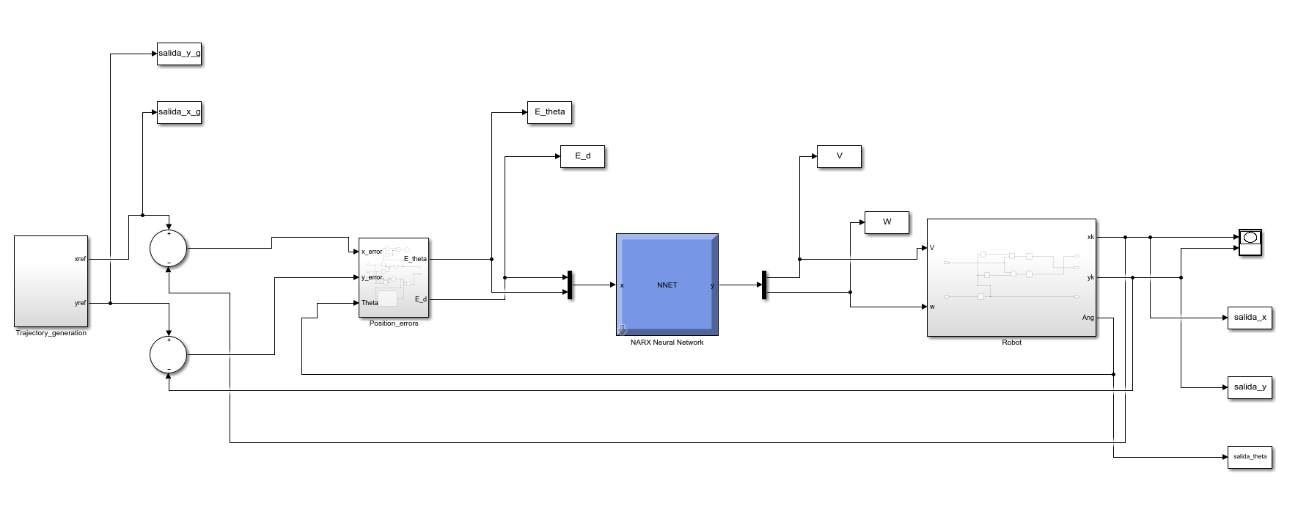 salida_y_g
salida_x_g
E_theta
E_d
V
W
xref
yref
Trajectory_generation
+
-
+
-
x_error
y_error
Theta
E_theta
E_d
Position_errors
x
NNET
y
NARX Neural Network
V
w
xk
yk
Ang
Robot
salida_x
salida_y
salida_theta